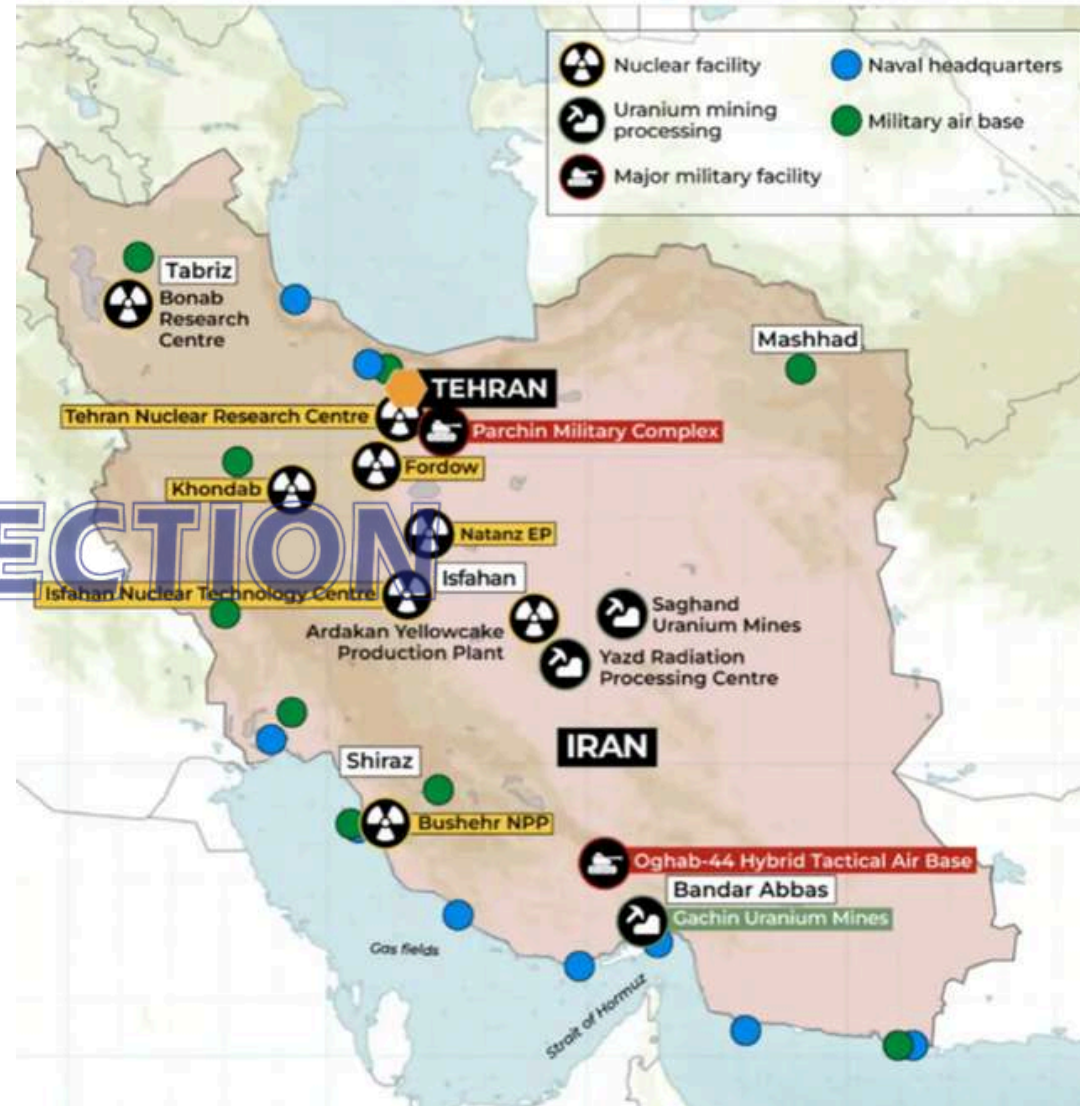 Nuclear facility
Naval headquarters
Uranium mining
processing
Military air base
Major military facility
Tabriz
Bonab
Research
Centre
Mashhad
TEHRAN
Tehran Nuclear Research Centre
Parchin Military Complex
Fordow
Khondab
ECTION
Natanz EP
Isfahan
Isfahan Nuclear Technology Centre
Saghand
Uranium Mines
Ardakan Yellowcake
Production Plant
Yazd Radiation
Processing Centre
IRAN
Shiraz
Bushehr NPP
Oghab-44 Hybrid Tactical Air Base
Bandar Abbas
Gachin Uranium Mines
Gas fields
Strait of Hormuz